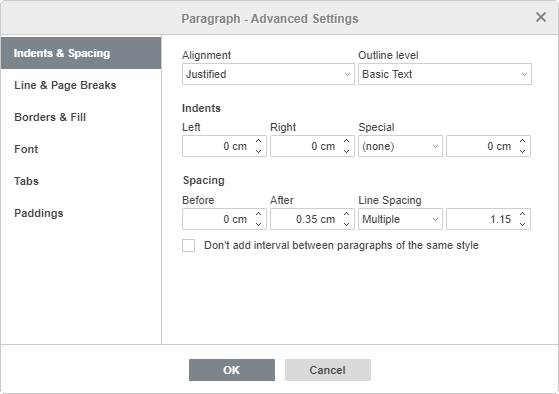 Paragraph - Advanced Settings
Indents & Spacing
Line & Page Breaks
Borders & Fill
Font
Tabs
Paddings
Alignment Outline level
Justified Basic Text
Indents
Left Right Special
0 cm 0 cm (none) 0 cm
Spacing
Before After Line Spacing
0 cm 0.35 cm Multiple 1.15
Don't add interval between paragraphs of the same style
OK Cancel